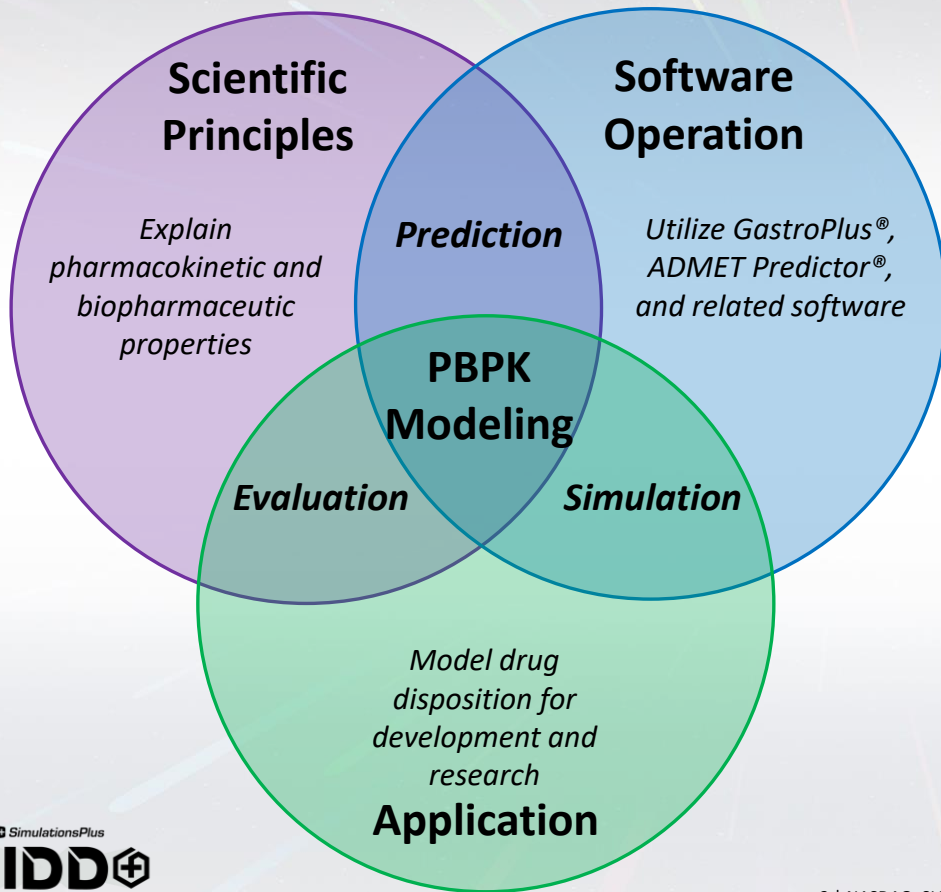 Scientific
Principles
Software
Operation
Explain
pharmacokinetic and
biopharmaceutic
properties
Prediction
Utilize GastroPlus®,
ADMET Predictor®,
and related software
PBPK
Modeling
Evaluation
Simulation
Model drug
disposition for
development and
research
Application
SimulationsPlus
IDD